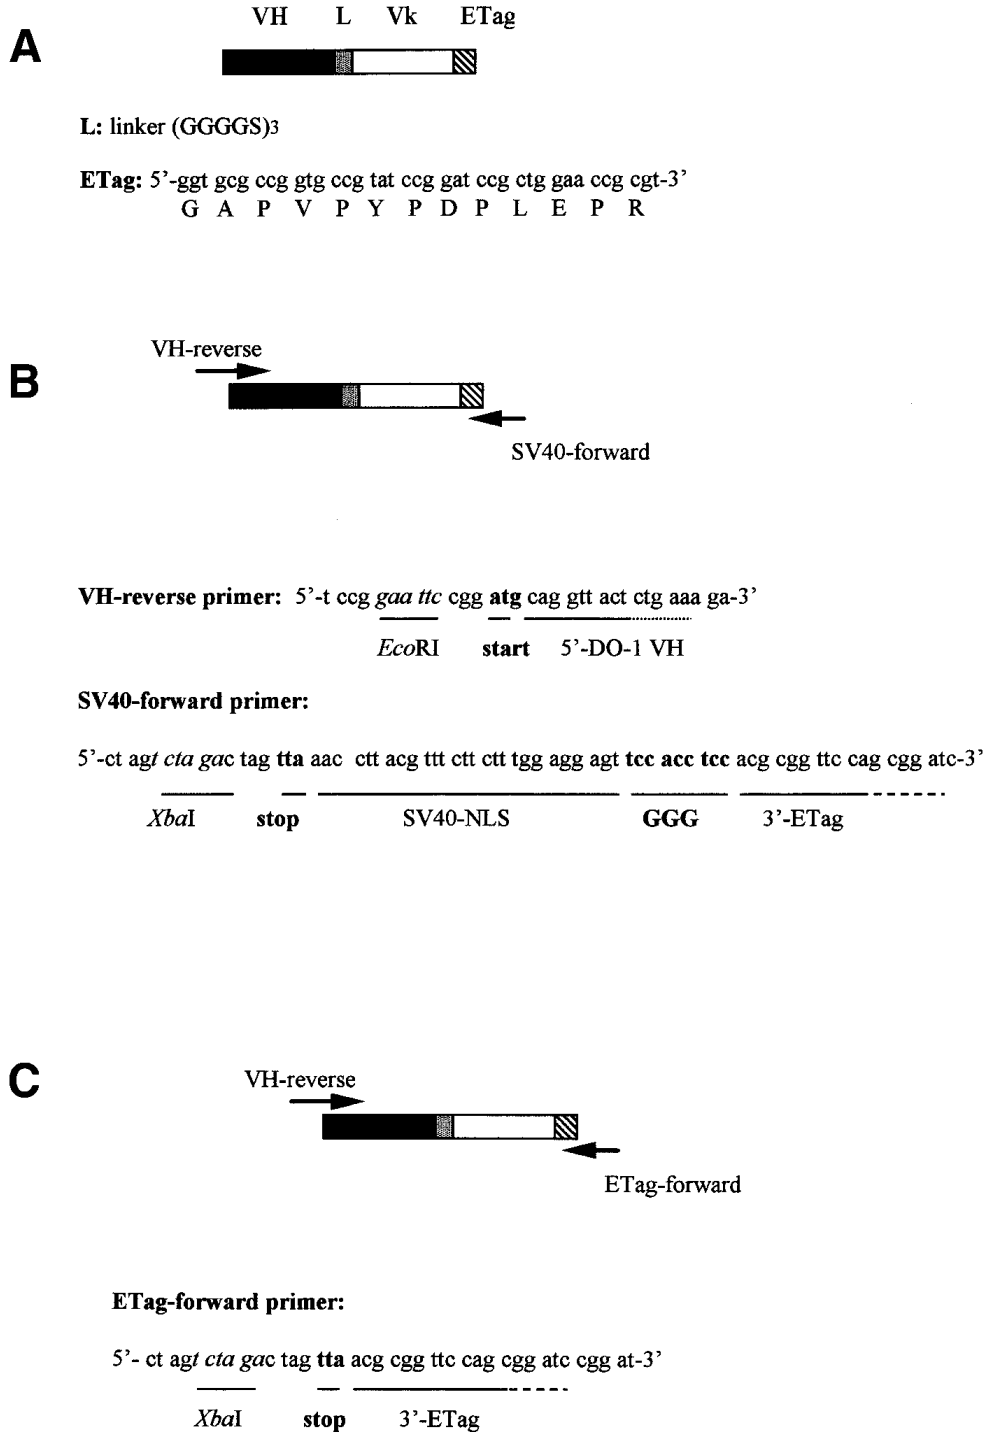 VH L Vk ETag
A
L: linker (GGGGS)3
ETag: 5’-ggt gcg ccg gtg ccg tat ccg gat ccg ctg gaa ccg cgt-3’
G A P V P Y P D P L E P R
VH-reverse
B
SV40-forward
VH-reverse primer: 5’-t ccg gaa ttc cgg atg cag gtt act ctg aaa ga-3’
EcoRI start 5’-DO-1 VH
SV40-forward primer:
5’-ct agt cta gac tag tta aac ctt acg ttt ctt ctt tgg agg agt tcc acc tcc acg cgg ttc cag cgg atc-3’
XbaI stop SV40-NLS GGG 3’-ETag
C
VH-reverse
ETag-forward
ETag-forward primer:
5’- ct agt cta gac tag tta acg cgg ttc cag cgg atc cgg at-3’
XbaI stop 3’-ETag